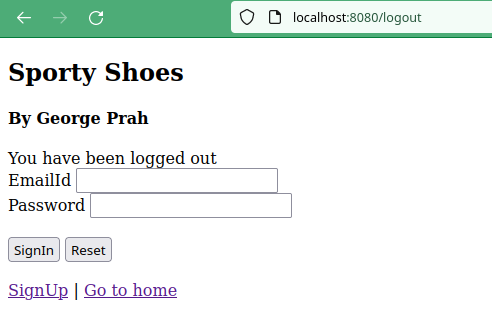 localhost:8080/logout
Sporty Shoes
By George Prah
You have been logged out
EmailId
Password
SignIn Reset
SignUp | Go to home